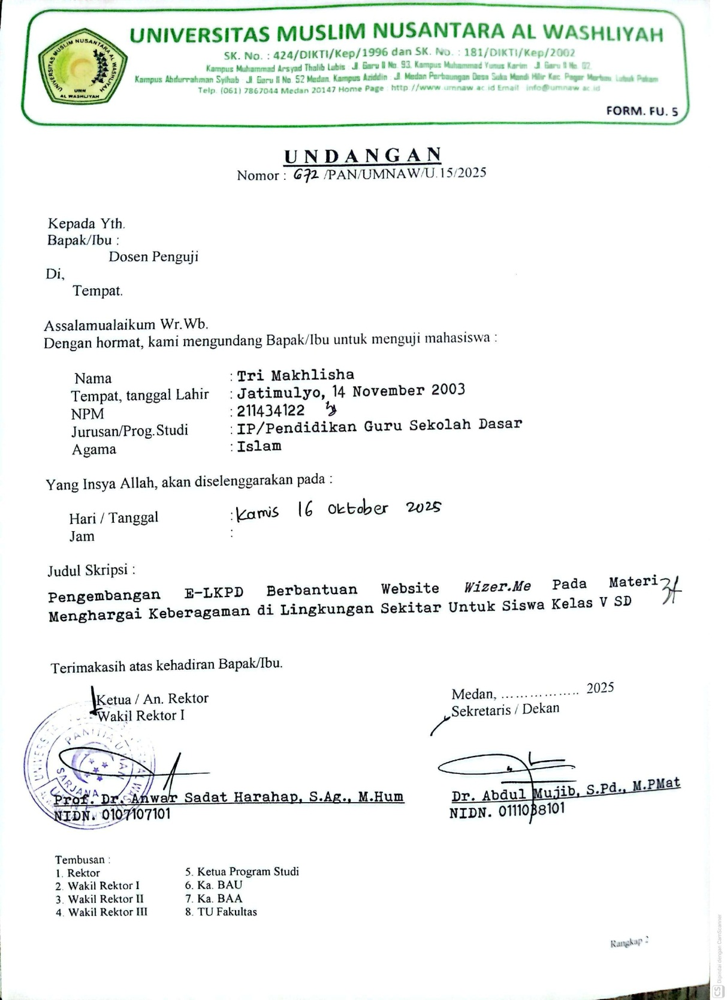 UNIVERSITAS MUSLIM NUSANTARA AL WASHLIYAH
SK. No. : 424/DIKTI/Kep/1996 dan SK. No. : 181/DIKTI/Kep/2002
Kampus Muhammad Arsyad Thalib Lubis : Jl. Garu II No. 93, Kampus Muhammad Yunus Karim : Jl. Garu II No. 02,
Kampus Abdurrahman Syihab : Jl. Garu II No. 52 Medan, Kampus Aziddin : Jl. Medan Perbaungan Desa Suka Mandi Hilir Kec. Pagar Merbau, Lubuk Pakam
Telp. (061) 7867044 Medan 20147 Home Page : http://www.umnaw.ac.id Email : info@umnaw.ac.id
UNIVERSITAS MUSLIM NUSANTARA AL WASHLIYAH
UMN
AL WASHLIYAH
FORM. FU. 5
UNDANGAN
Nomor : 672 /PAN/UMNAW/U.15/2025
Kepada Yth.
Bapak/Ibu :
Dosen Penguji
Di,
Tempat.
Assalamualaikum Wr.Wb.
Dengan hormat, kami mengundang Bapak/Ibu untuk menguji mahasiswa :
Nama : Tri Makhlisha
Tempat, tanggal Lahir : Jatimulyo, 14 November 2003
NPM : 211434122
Jurusan/Prog.Studi : IP/Pendidikan Guru Sekolah Dasar
Agama : Islam
Yang Insya Allah, akan diselenggarakan pada :
Hari / Tanggal : Kamis 16 Oktober 2025
Jam :
Judul Skripsi :
Pengembangan E-LKPD Berbantuan Website Wizer.Me Pada Materi
Menghargai Keberagaman di Lingkungan Sekitar Untuk Siswa Kelas V SD
Terimakasih atas kehadiran Bapak/Ibu.
Medan, .................. 2025
Ketua / An. Rektor Sekretaris / Dekan
Wakil Rektor I
PANITIA UJIAN
SARJANA
Prof. Dr. Anwar Sadat Harahap, S.Ag., M.Hum Dr. Abdul Mujib, S.Pd., M.PMat
NIDN. 0107107101 NIDN. 0111038101
Tembusan :
1. Rektor 5. Ketua Program Studi
2. Wakil Rektor I 6. Ka. BAU
3. Wakil Rektor II 7. Ka. BAA
4. Wakil Rektor III 8. TU Fakultas
Rangkap 2
CS Dipindai dengan CamScanner